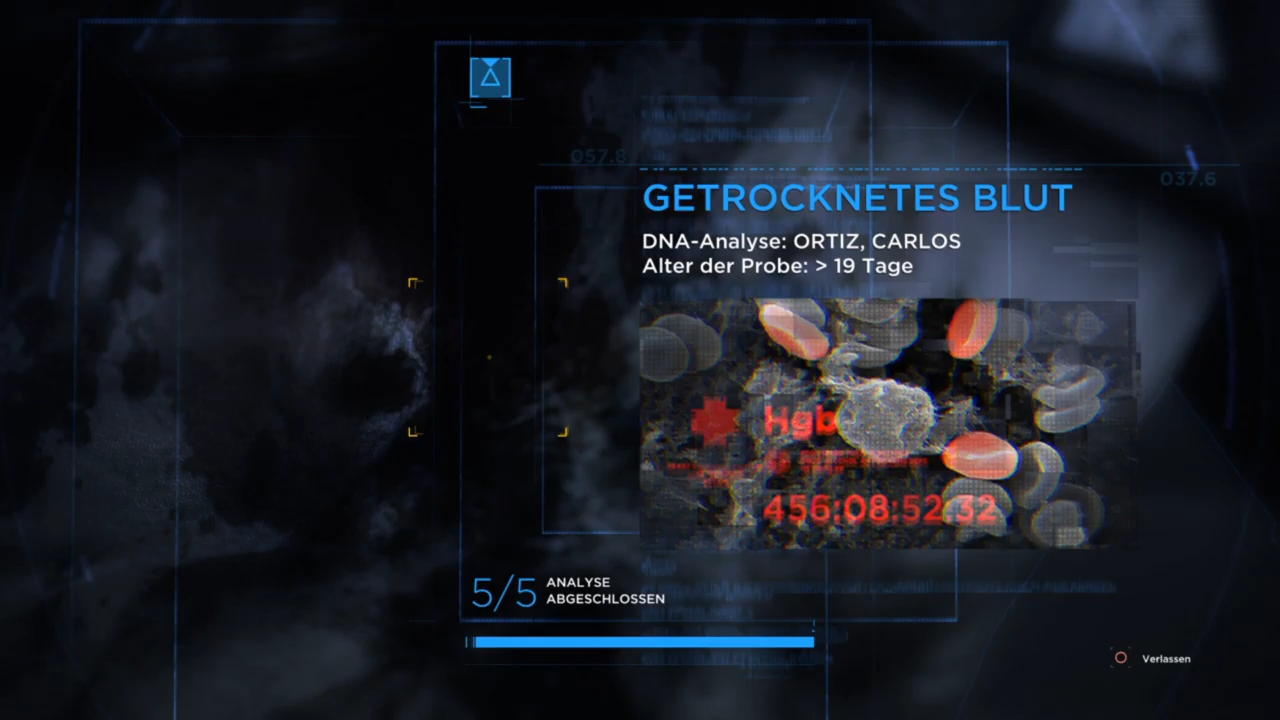 057.8
037.6
GETROCKNETES BLUT
DNA-Analyse: ORTIZ, CARLOS
Alter der Probe: > 19 Tage
Hgb
456:08:52.32
5/5 ANALYSE
ABGESCHLOSSEN
Verlassen